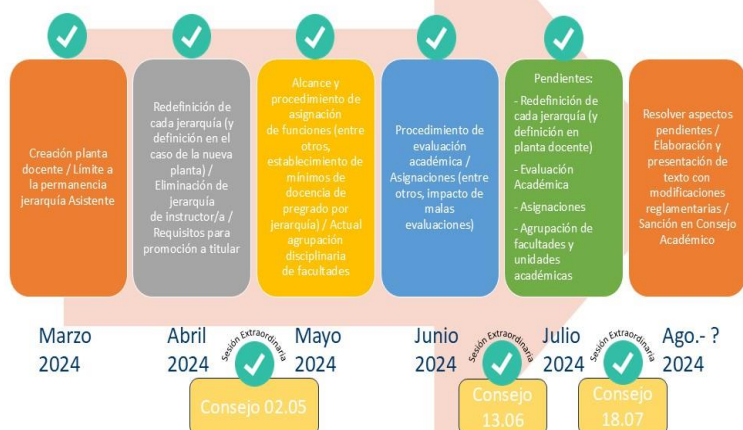 Creación planta
docente / Límite a
la permanencia
jerarquía Asistente
Redefinición de
cada jerarquía (y
definición en el
caso de la nueva
planta) /
Eliminación de
jerarquía
de instructor/a /
Requisitos para
promoción a titular
Alcance y
procedimiento de
asignación
de funciones (entre
otros,
establecimiento de
mínimos de
docencia de
pregrado por
jerarquía) / Actual
agrupación
disciplinaria
de facultades
Procedimiento de
evaluación
académica /
Asignaciones (entre
otros, impacto de
malas
evaluaciones)
Pendientes:
- Redefinición de
cada jerarquía (y
definición en
planta docente)
- Evaluación
Académica
- Asignaciones
- Agrupación de
facultades y
unidades
académicas
Resolver aspectos
pendientes /
Elaboración y
presentación de
texto con
modificaciones
reglamentarias /
Sanción en Consejo
Académico
Marzo
2024
Abril
2024
Sesión Extraordinaria
Mayo
2024
Junio
2024
Sesión Extraordinaria
Julio
2024
Sesión Extraordinaria
Ago.- ?
2024
Consejo 02.05
Consejo
13.06
Consejo
18.07